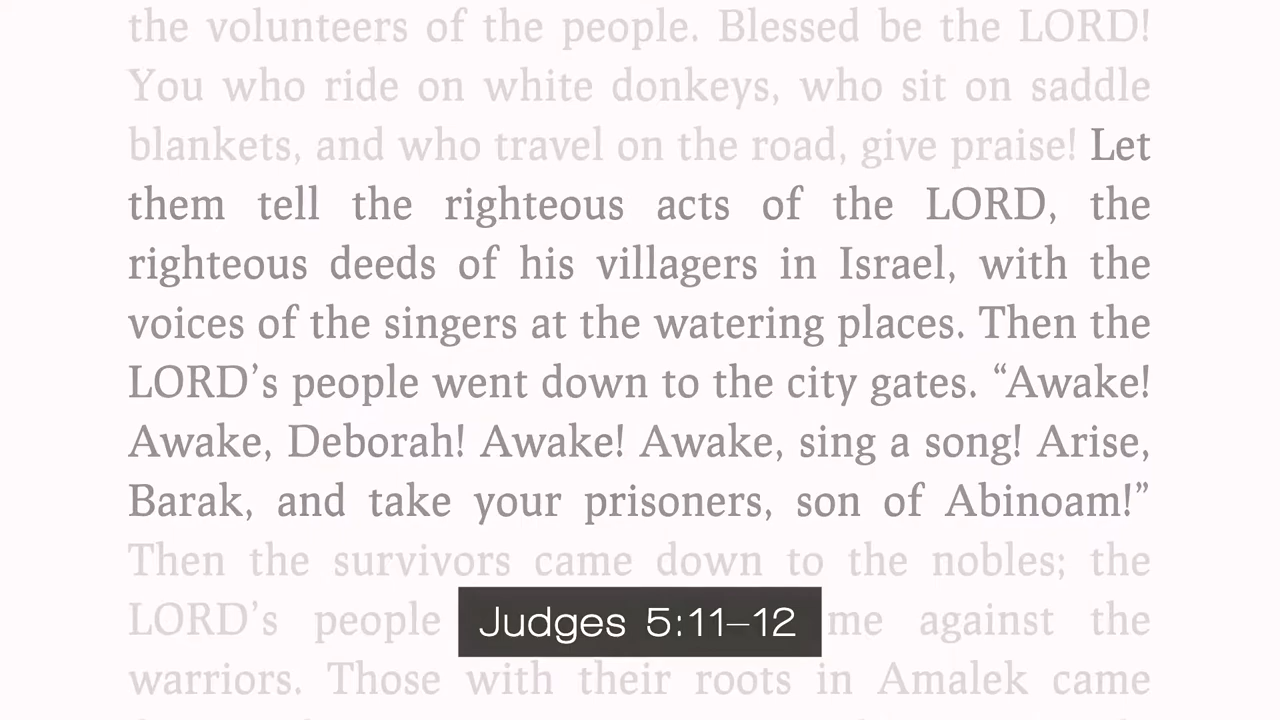 the volunteers of the people. Blessed be the LORD!
You who ride on white donkeys, who sit on saddle
blankets, and who travel on the road, give praise! Let
them tell the righteous acts of the LORD, the
righteous deeds of his villagers in Israel, with the
voices of the singers at the watering places. Then the
LORD’s people went down to the city gates. “Awake!
Awake, Deborah! Awake! Awake, sing a song! Arise,
Barak, and take your prisoners, son of Abinoam!”
Then the survivors came down to the nobles; the
LORD’s people me against the
Judges 5:11–12
warriors. Those with their roots in Amalek came